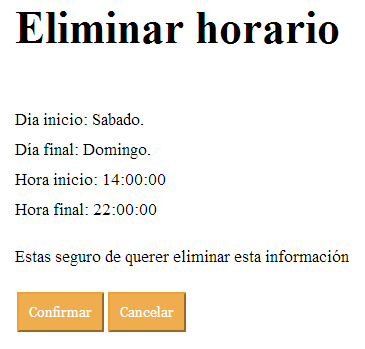 Eliminar horario
Dia inicio: Sabado.
Día final: Domingo.
Hora inicio: 14:00:00
Hora final: 22:00:00
Estas seguro de querer eliminar esta información
Confirmar Cancelar